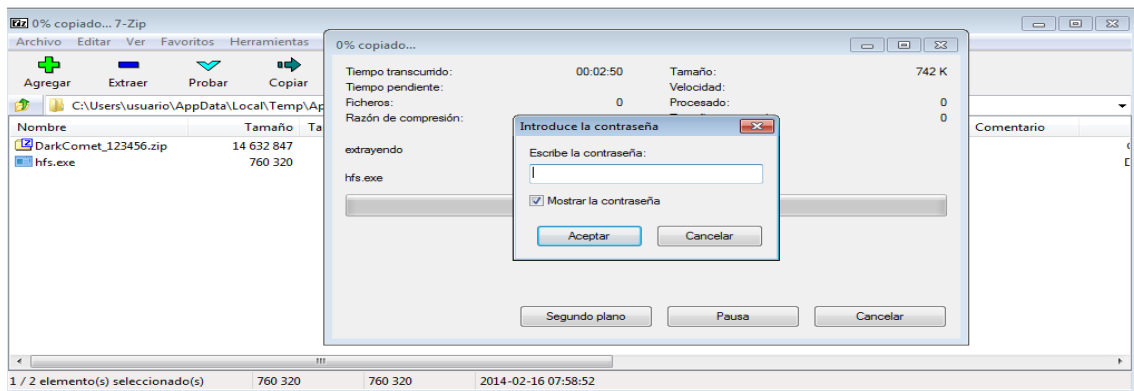 0% copiado... 7-Zip
Archivo Editar Ver Favoritos Herramientas
Agregar Extraer Probar Copiar
C:\Users\usuario\AppData\Local\Temp\Ap
Nombre Tamaño Ta Comentario
DarkComet_123456.zip 14 632 847
hfs.exe 760 320
0% copiado...
Tiempo transcurrido: 00:02:50 Tamaño: 742 K
Tiempo pendiente: Velocidad:
Ficheros: 0 Procesado: 0
Razón de compresión: 0
extrayendo
hfs.exe
Introduce la contraseña
Escribe la contraseña:
Mostrar la contraseña
Aceptar Cancelar
Segundo plano Pausa Cancelar
1 / 2 elemento(s) seleccionado(s) 760 320 760 320 2014-02-16 07:58:52